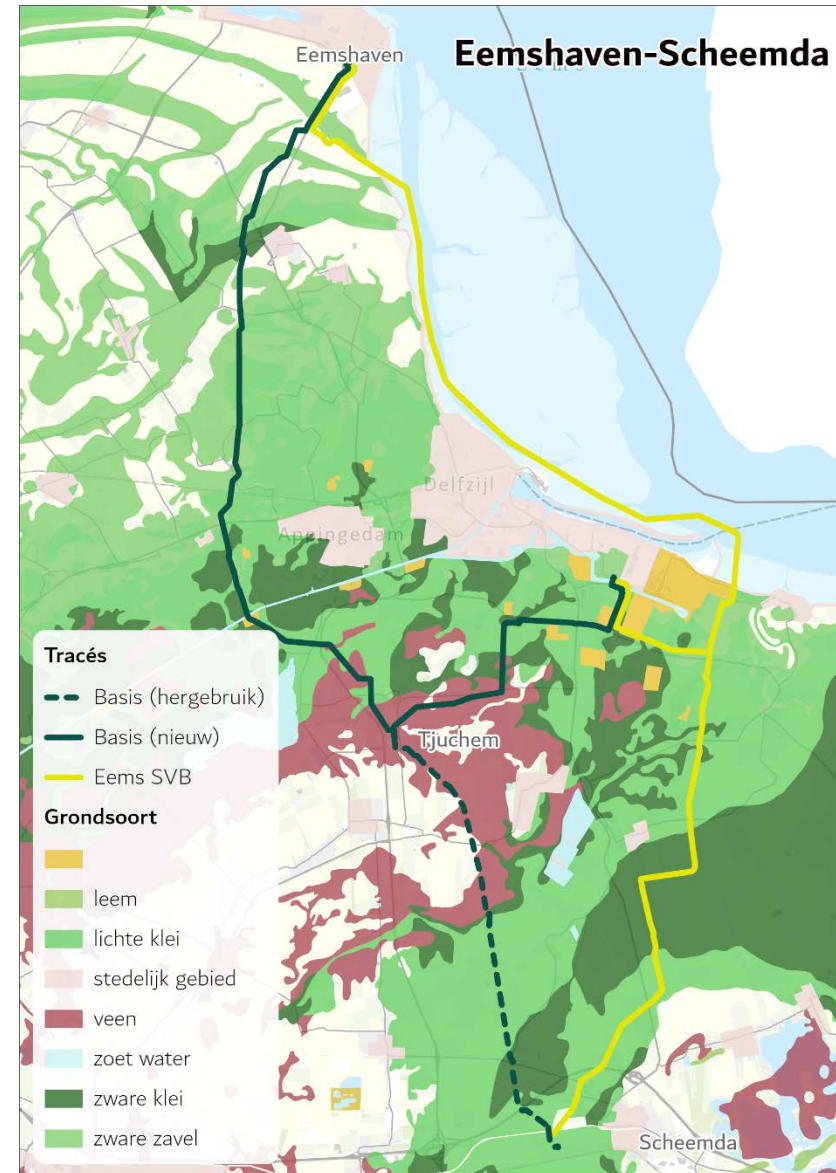 Eemshaven-Scheemda
Eemshaven
Eems
Delfzijl
Appingedam
Tjuchem
Scheemda
Tracés
Basis (hergebruik)
Basis (nieuw)
Eems SVB
Grondsoort
leem
lichte klei
stedelijk gebied
veen
zoet water
zware klei
zware zavel